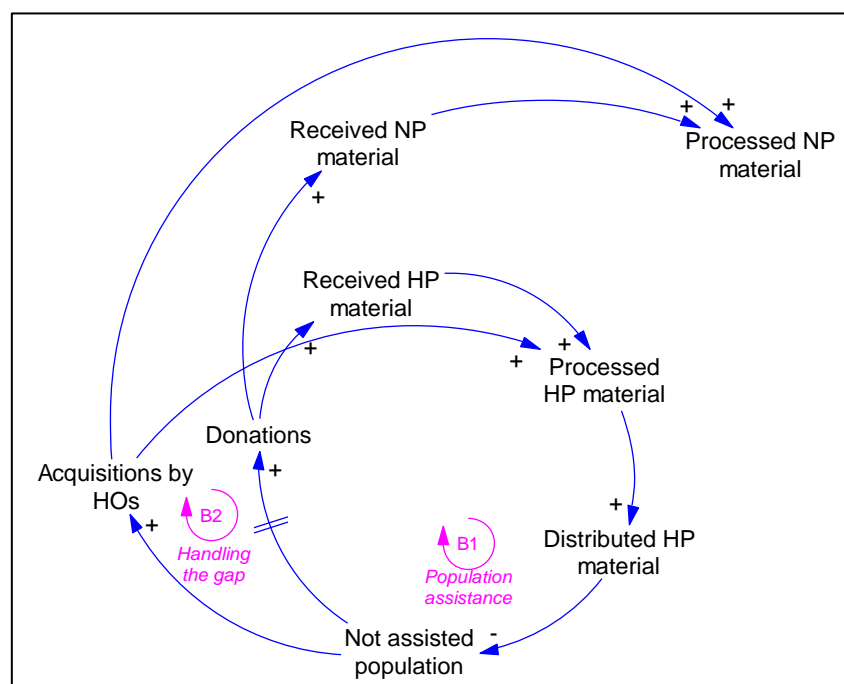 Received NP
material
+
+
+
Processed NP
material
Received HP
material
+
+
+
Processed
HP material
Donations
+
Acquisitions by
HOs
+
B2
Handling
the gap
B1
Population
assistance
+
Distributed HP
material
-
Not assisted
population